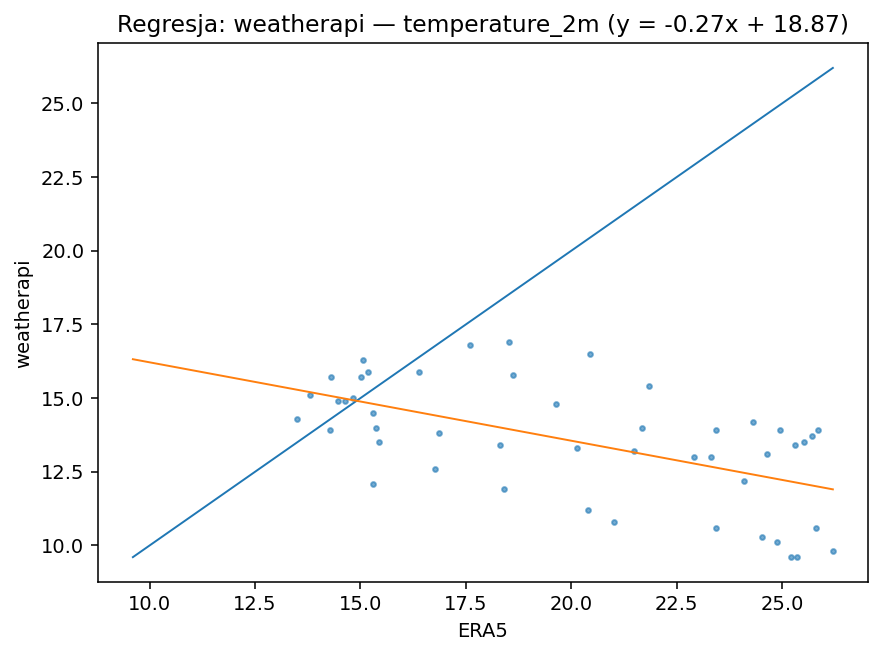 Regresja: weatherapi — temperature_2m (y = -0.27x + 18.87)
25.0
22.5
20.0
17.5
15.0
12.5
10.0
weatherapi
10.0 12.5 15.0 17.5 20.0 22.5 25.0
ERA5